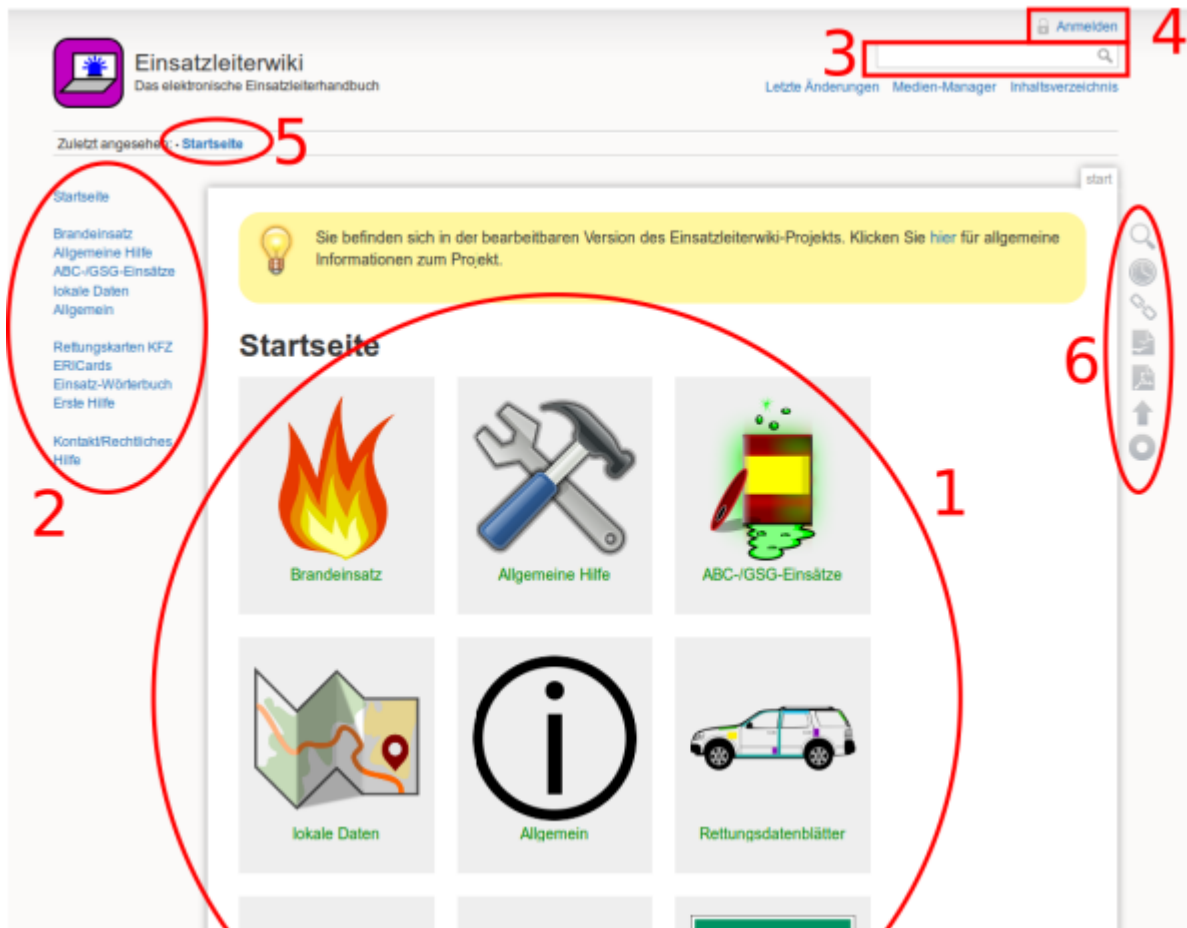 Anmelden
4
3
Einsatzleiterwiki
Das elektronische Einsatzleiterhandbuch
Letzte Änderungen Medien-Manager Inhaltsverzeichnis
Zuletzt angesehen: • Startseite
5
start
Startseite
Brandeinsatz
Allgemeine Hilfe
ABC-/GSG-Einsätze
lokale Daten
Allgemein
Rettungskarten KFZ
ERICards
Einsatz-Wörterbuch
Erste Hilfe
Kontakt/Rechtliches
Hilfe
2
Sie befinden sich in der bearbeitbaren Version des Einsatzleiterwiki-Projekts. Klicken Sie hier für allgemeine
Informationen zum Projekt.
Startseite
6
1
Brandeinsatz
Allgemeine Hilfe
ABC-/GSG-Einsätze
lokale Daten
Allgemein
Rettungsdatenblätter